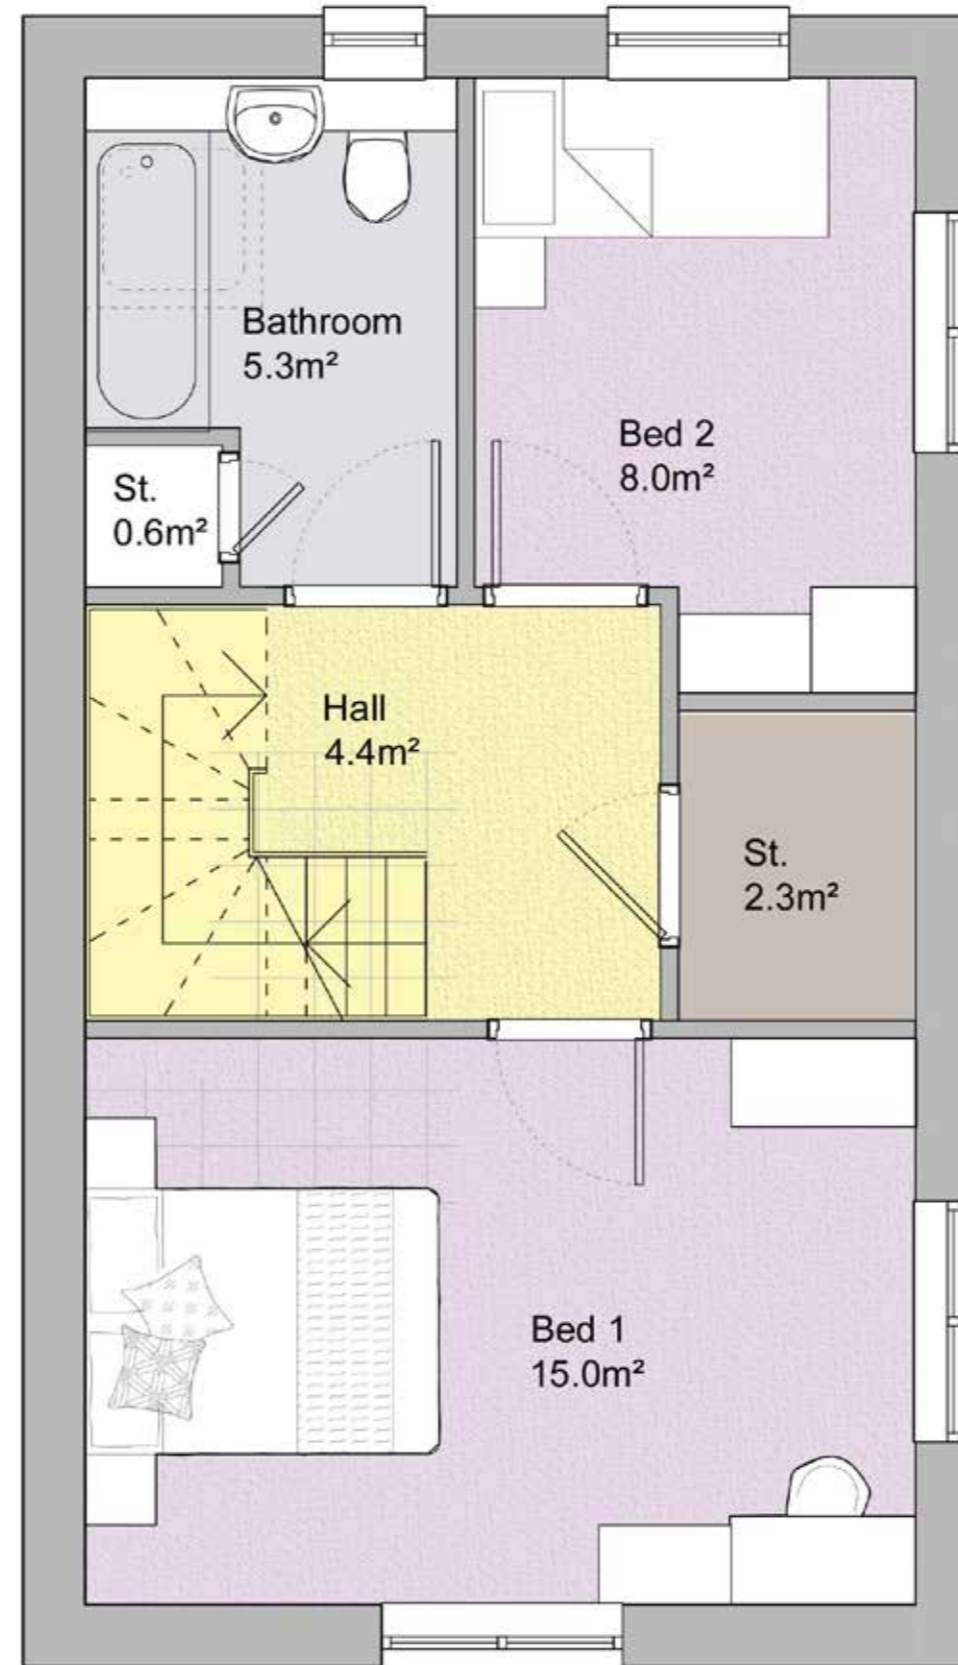 Bathroom
5.3m²
Bed 2
8.0m²
St.
0.6m²
Hall
4.4m²
St.
2.3m²
Bed 1
15.0m²